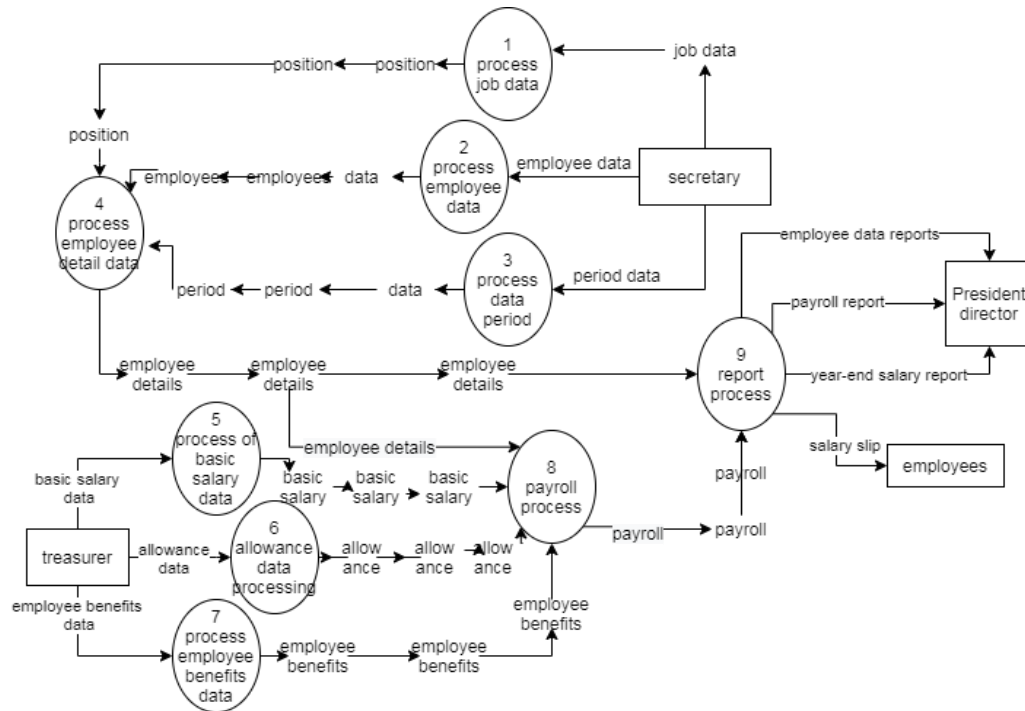 1
process
job data
job data
position
position
position
2
process
employee
data
employee data
secretary
employees
employees
data
4
process
employee
detail data
3
process
data
period
period data
period
period
data
employee data reports
President
director
payroll report
9
report
process
year-end salary report
employee
details
employee
details
employee
details
5
process of
basic
salary
data
employee details
salary slip
employees
8
payroll
process
basic salary
data
basic
salary
basic
salary
basic
salary
payroll
payroll
payroll
6
allowance
data
processing
treasurer
allowance
data
allow
ance
allow
ance
allow
ance
employee benefits
data
7
process
employee
benefits
data
employee
benefits
employee
benefits
employee
benefits